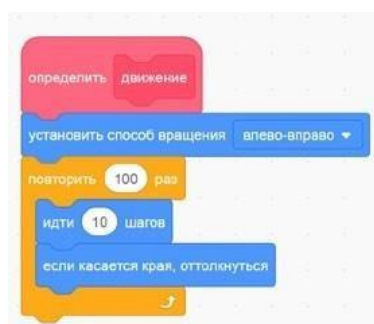 определить движение
установить способ вращения влево-вправо
повторить 100 раз
идти 10 шагов
если касается края, оттолкнуться